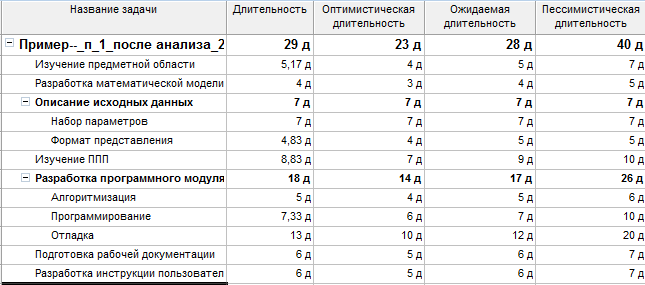 Название задачи Длительность Оптимистическая длительность Ожидаемая длительность Пессимистическая длительность
Пример--_п_1_после анализа_2 29 д 23 д 28 д 40 д
Изучение предметной области 5,17 д 4 д 5 д 7 д
Разработка математической модели 4 д 3 д 4 д 5 д
Описание исходных данных 7 д 7 д 7 д 7 д
Набор параметров 7 д 7 д 7 д 7 д
Формат представления 4,83 д 4 д 5 д 5 д
Изучение ППП 8,83 д 7 д 9 д 10 д
Разработка программного модуля 18 д 14 д 17 д 26 д
Алгоритмизация 5 д 4 д 5 д 6 д
Программирование 7,33 д 6 д 7 д 10 д
Отладка 13 д 10 д 12 д 20 д
Подготовка рабочей документации 6 д 5 д 6 д 7 д
Разработка инструкции пользовател 6 д 5 д 6 д 7 д